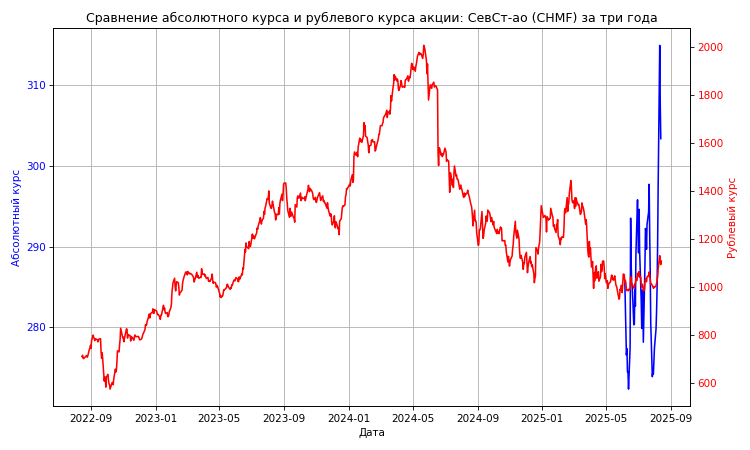 Сравнение абсолютного курса и рублевого курса акции: СевСт-ао (CHMF) за три года
310
300
290
280
Абсолютный курс
2000
1800
1600
1400
1200
1000
800
600
Рублевый курс
2022-09 2023-01 2023-05 2023-09 2024-01 2024-05 2024-09 2025-01 2025-05 2025-09
Дата